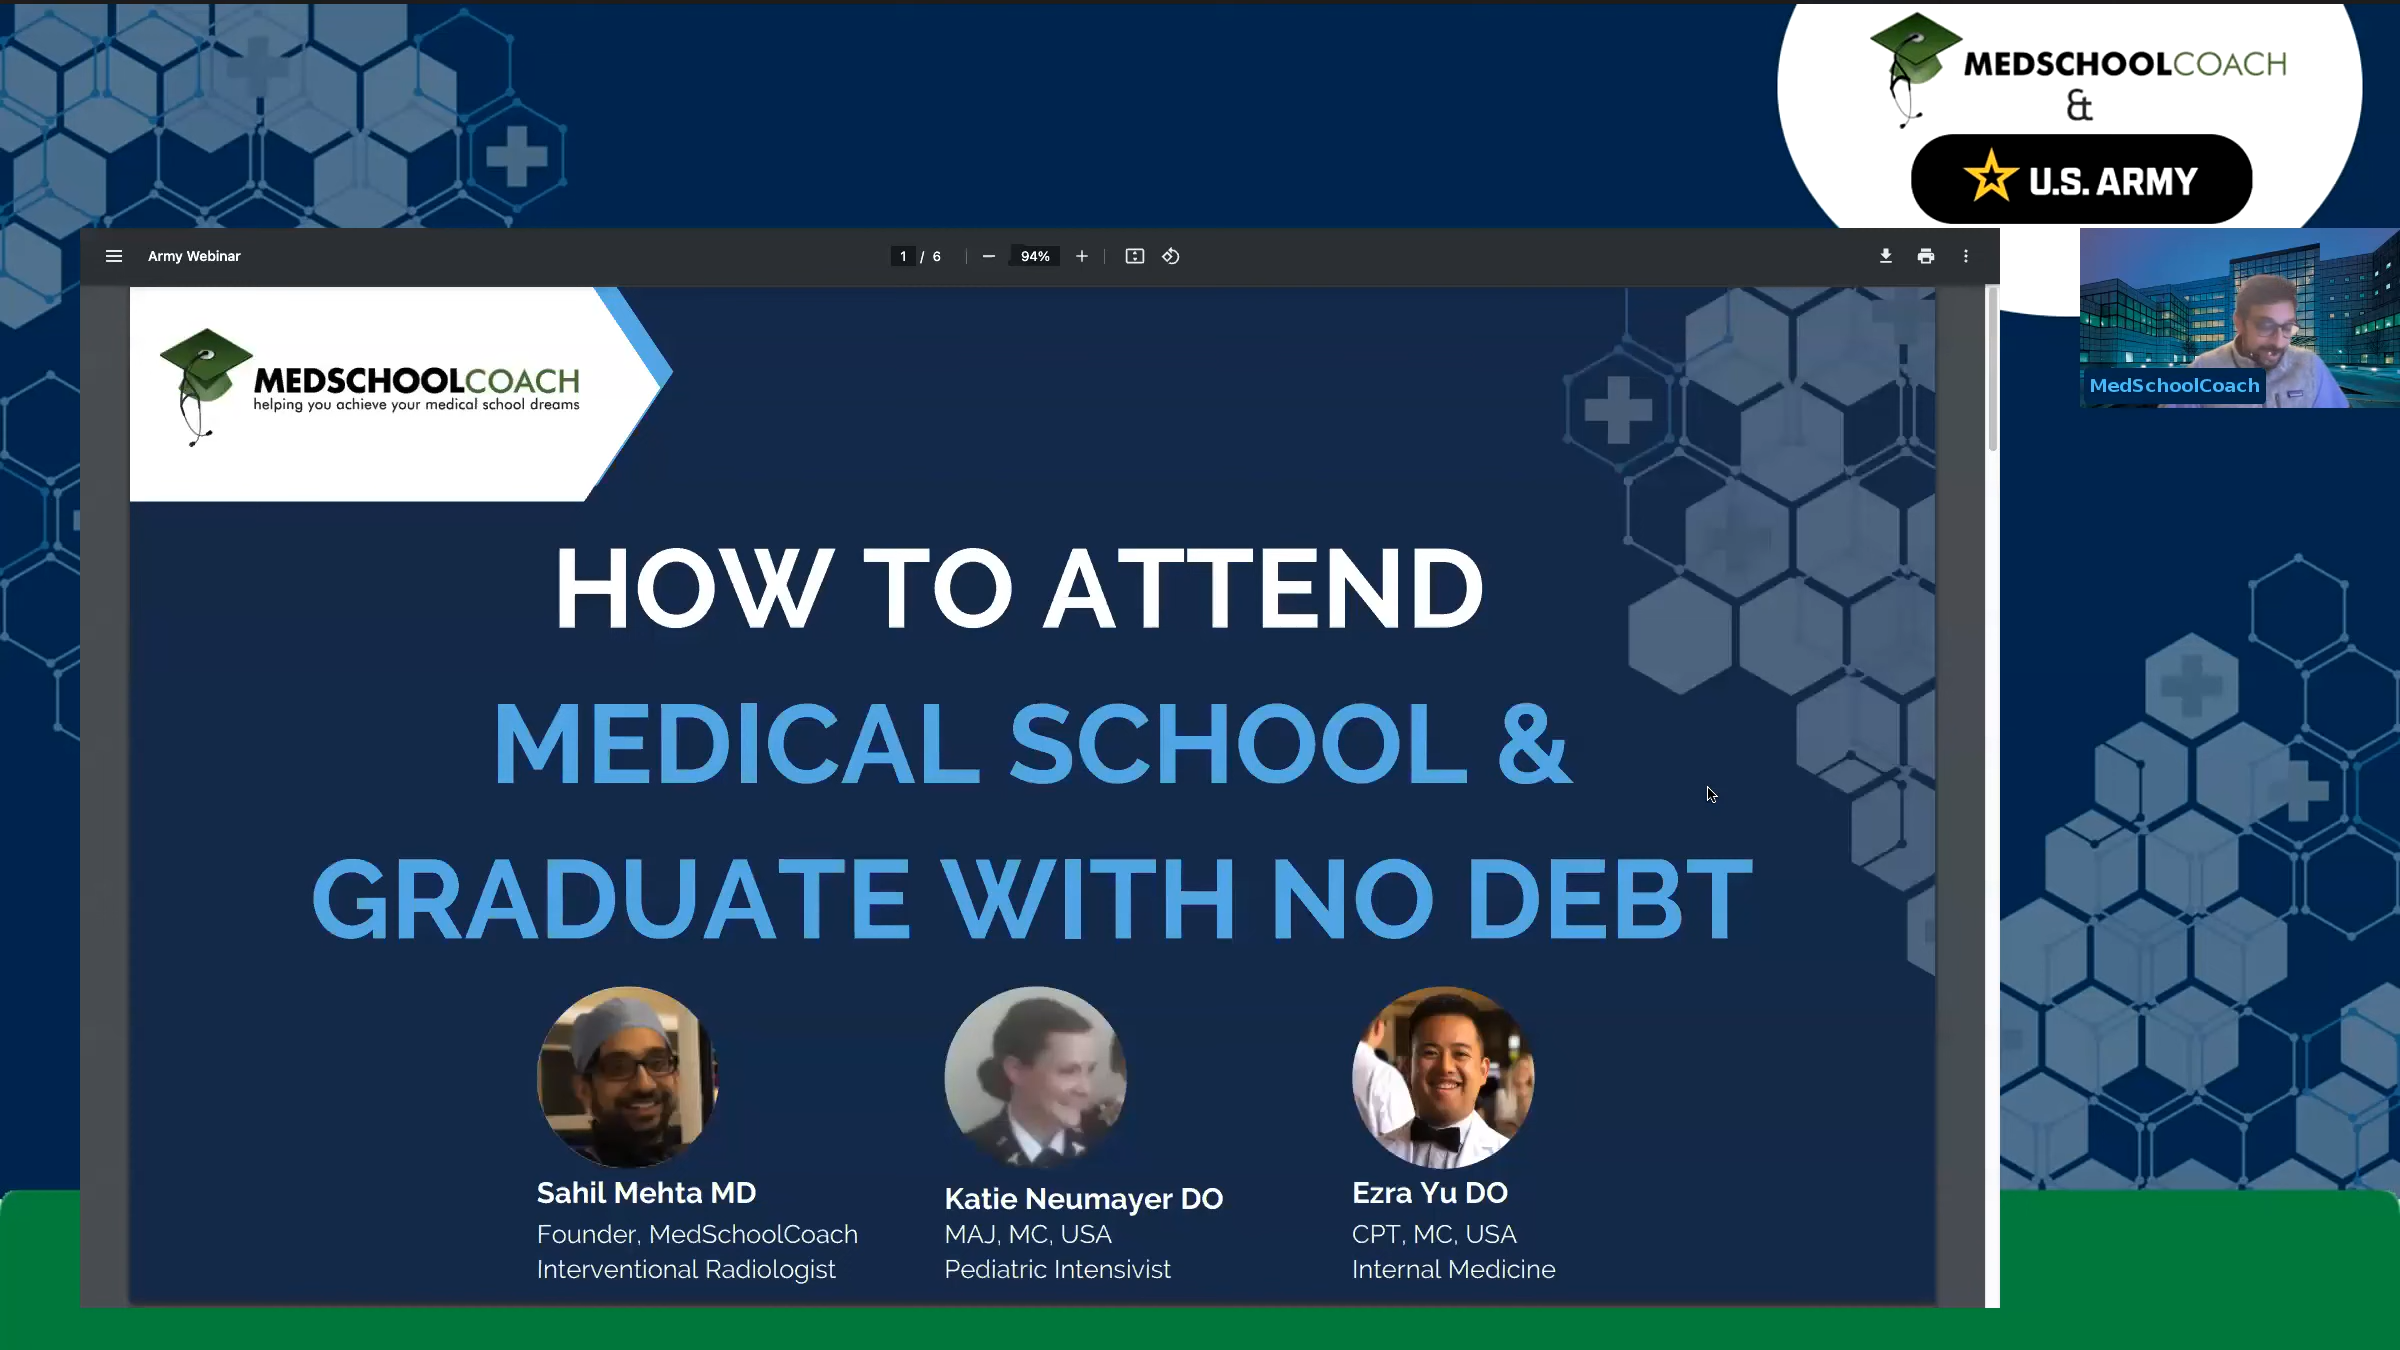 MEDSCHOOLCOACH
&
U.S. ARMY
Army Webinar
1 / 6
94%
MedSchoolCoach
MEDSCHOOLCOACH
helping you achieve your medical school dreams
HOW TO ATTEND
MEDICAL SCHOOL &
GRADUATE WITH NO DEBT
Sahil Mehta MD
Founder, MedSchoolCoach
Interventional Radiologist
Katie Neumayer DO
MAJ, MC, USA
Pediatric Intensivist
Ezra Yu DO
CPT, MC, USA
Internal Medicine